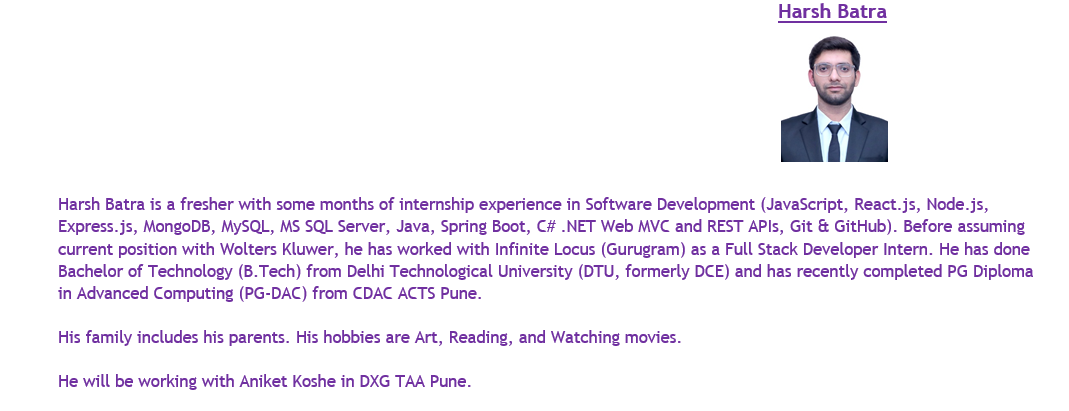 Harsh Batra
Harsh Batra is a fresher with some months of internship experience in Software Development (JavaScript, React.js, Node.js,
Express.js, MongoDB, MySQL, MS SQL Server, Java, Spring Boot, C# .NET Web MVC and REST APIs, Git & GitHub). Before assuming
current position with Wolters Kluwer, he has worked with Infinite Locus (Gurugram) as a Full Stack Developer Intern. He has done
Bachelor of Technology (B.Tech) from Delhi Technological University (DTU, formerly DCE) and has recently completed PG Diploma
in Advanced Computing (PG-DAC) from CDAC ACTS Pune.
His family includes his parents. His hobbies are Art, Reading, and Watching movies.
He will be working with Aniket Koshe in DXG TAA Pune.